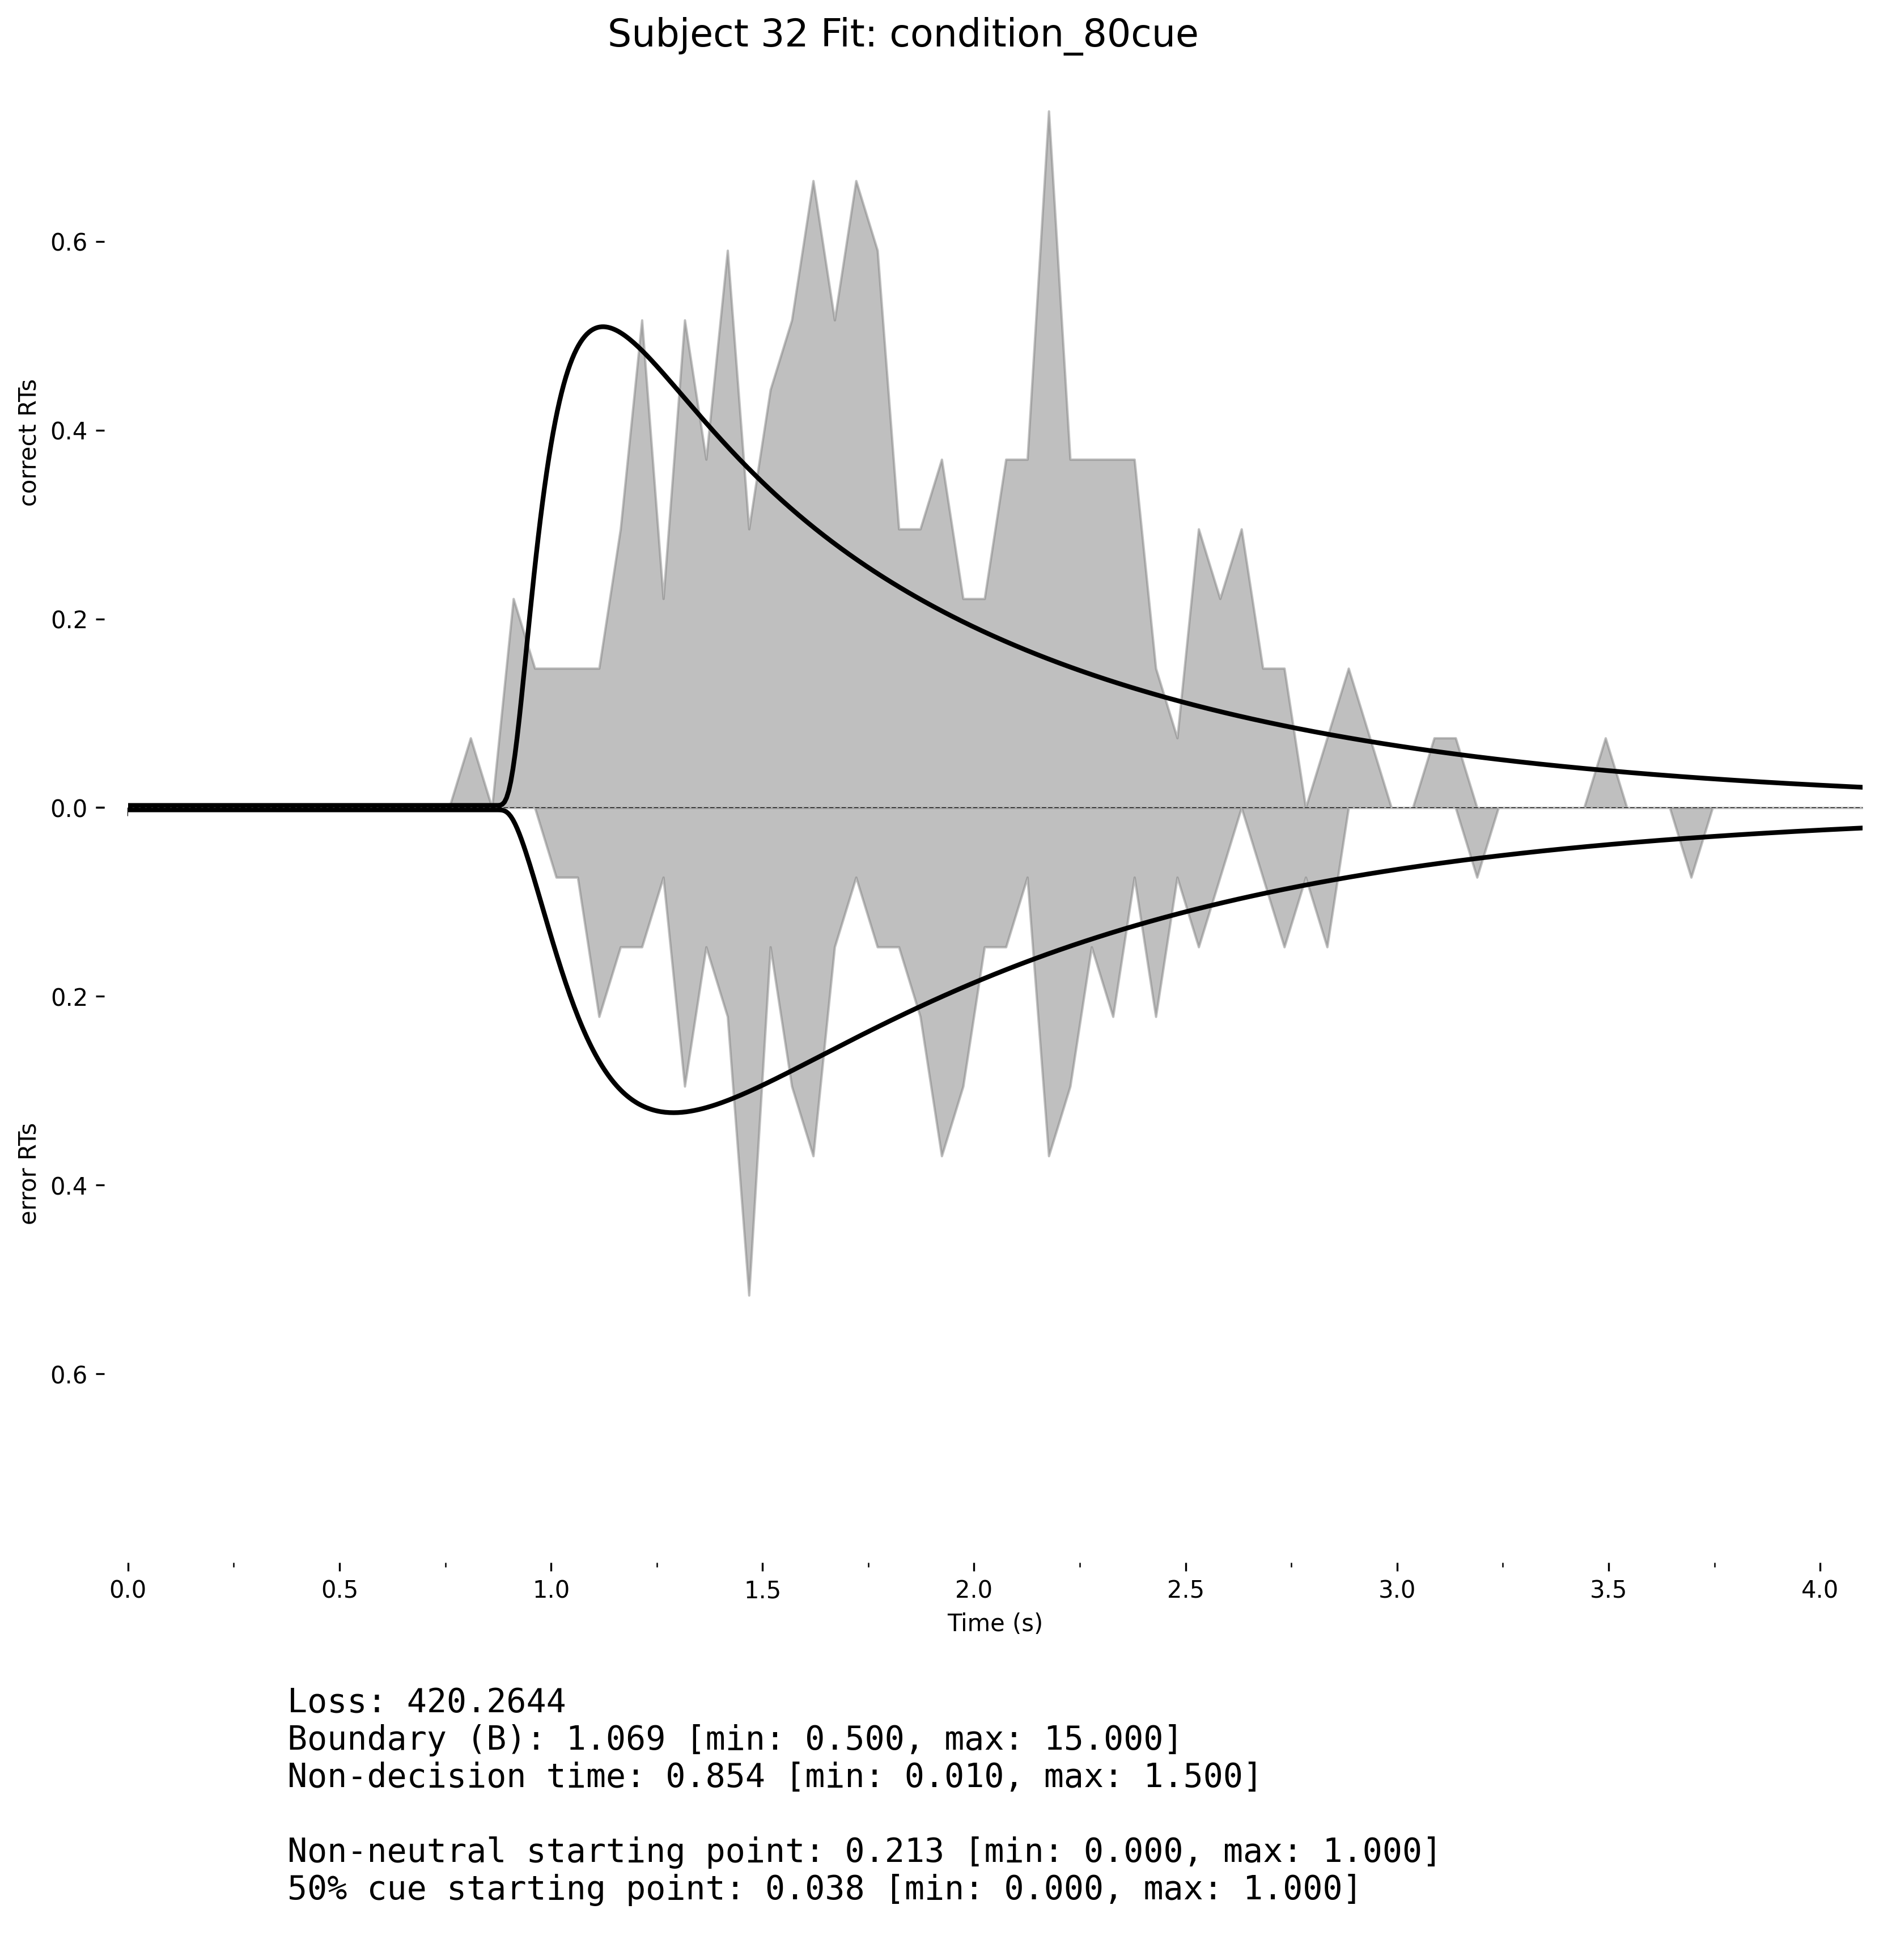 Subject 32 Fit: condition_80cue
correct RTs
error RTs
0.6
0.4
0.2
0.0
0.2
0.4
0.6
0.0 0.5 1.0 1.5 2.0 2.5 3.0 3.5 4.0
Time (s)
Loss: 420.2644
Boundary (B): 1.069 [min: 0.500, max: 15.000]
Non-decision time: 0.854 [min: 0.010, max: 1.500]
Non-neutral starting point: 0.213 [min: 0.000, max: 1.000]
50% cue starting point: 0.038 [min: 0.000, max: 1.000]